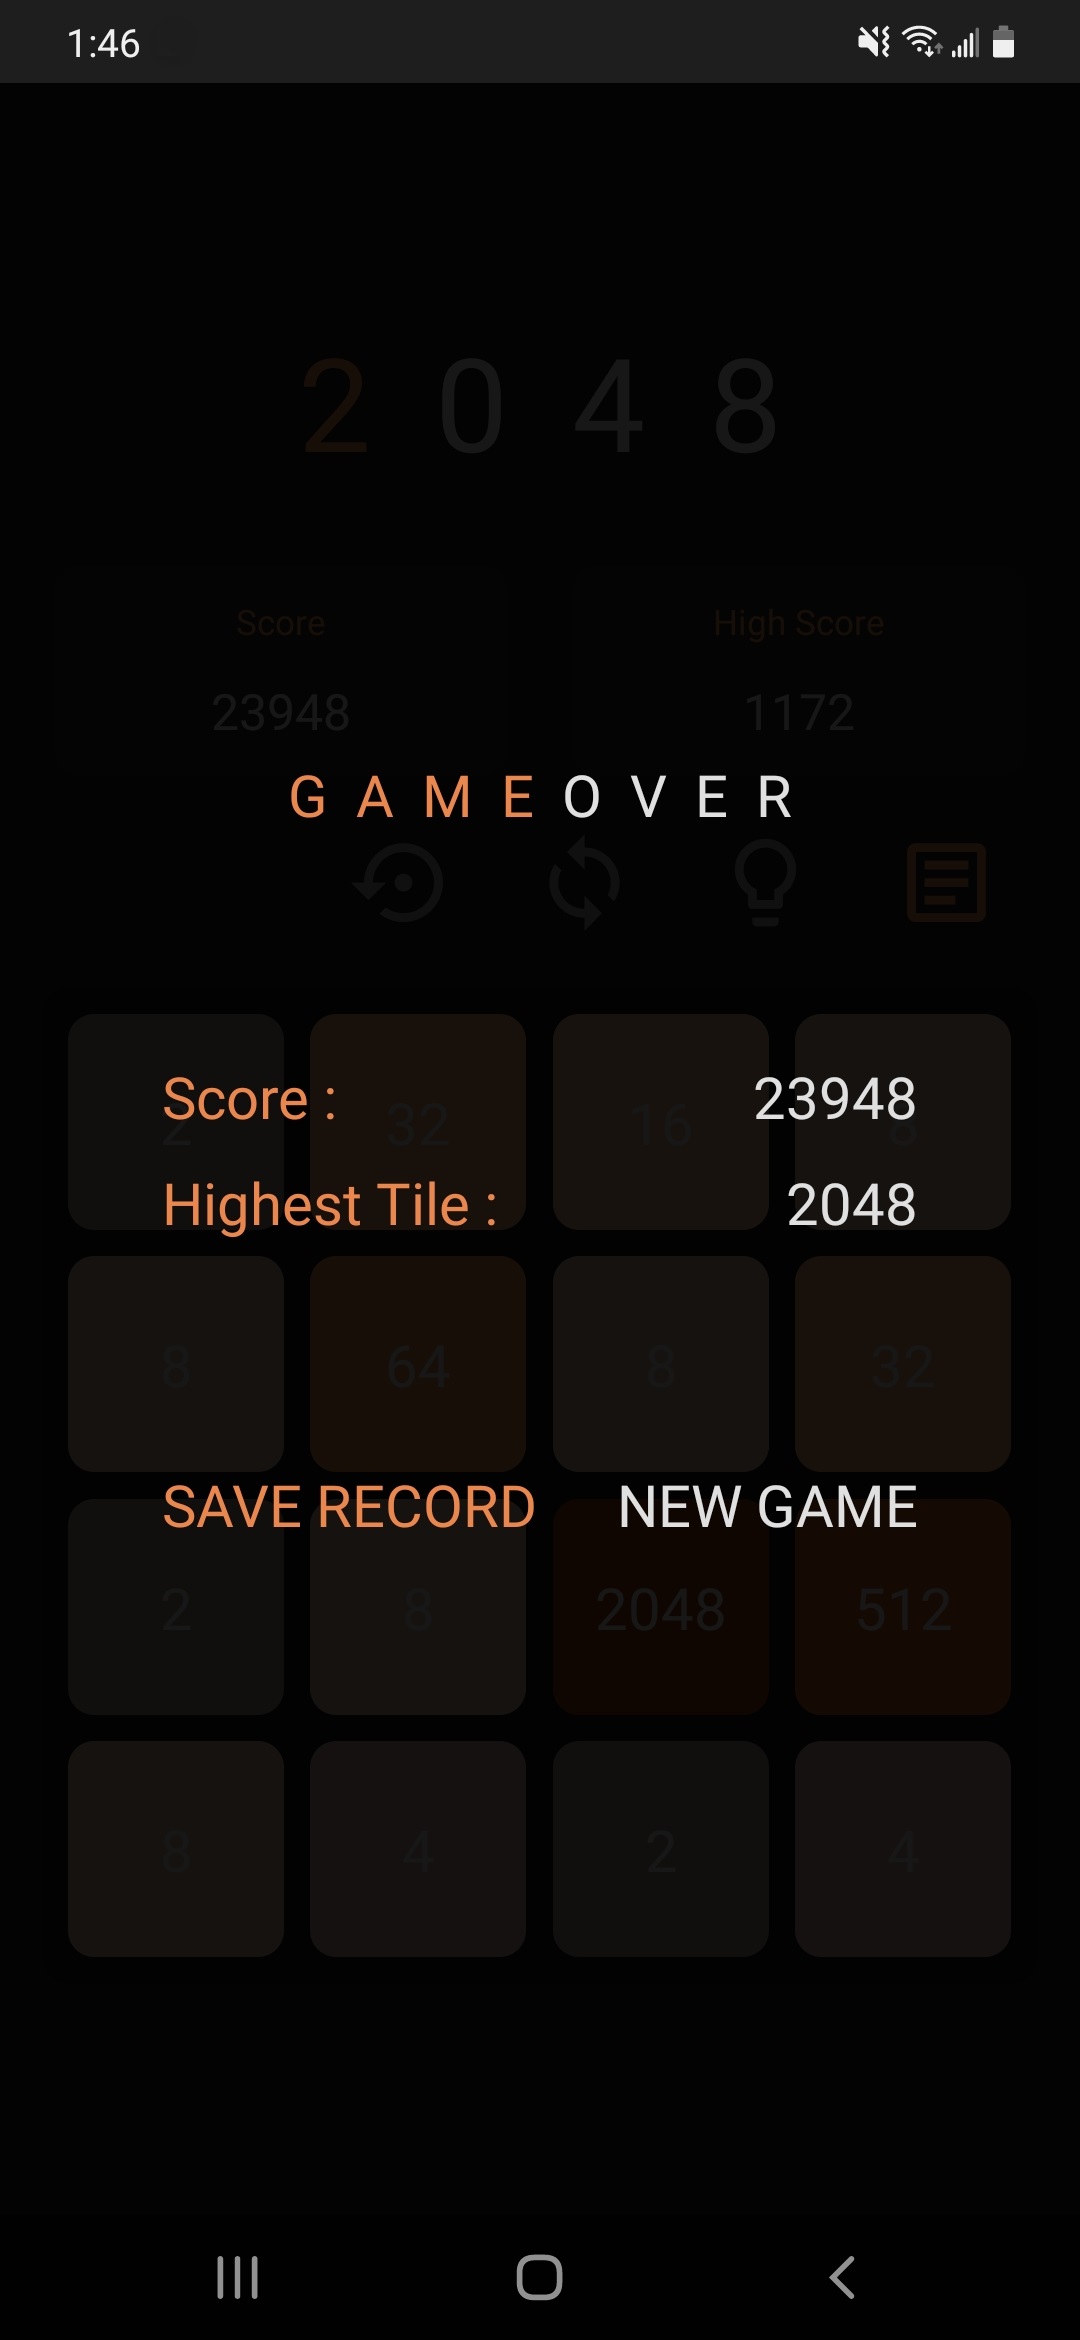 1:46
2 0 4 8
Score High Score
23948 1172
G A M E O V E R
Score : 23948
2 32 16 8
Highest Tile : 2048
8 64 8 32
SAVE RECORD NEW GAME
2 8 2048 512
8 4 2 4